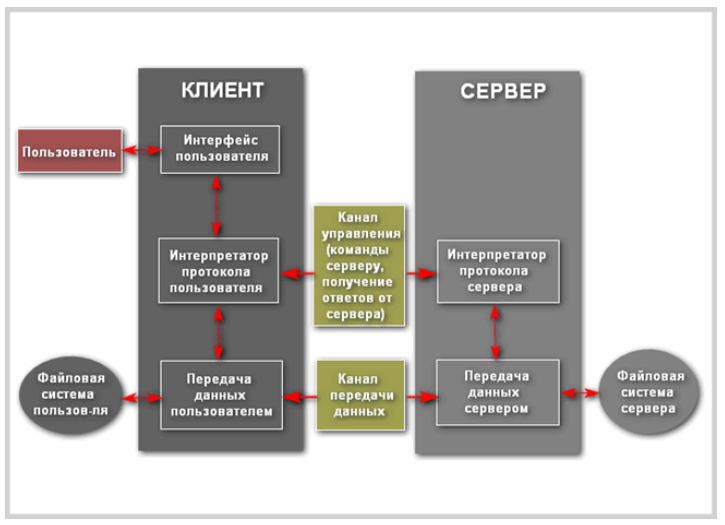 КЛИЕНТ
СЕРВЕР
Пользователь
Интерфейс
пользователя
Интерпретатор
протокола
пользователя
Канал
управления
(команды
серверу,
получение
ответов от
сервера)
Интерпретатор
протокола
сервера
Файловая
система
пользов-ля
Передача
данных
пользователем
Канал
передачи
данных
Передача
данных
сервером
Файловая
система
сервера